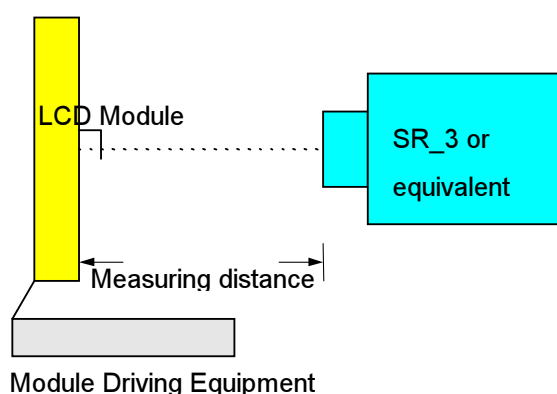 LCD Module
SR_3 or
equivalent
Measuring distance
Module Driving Equipment